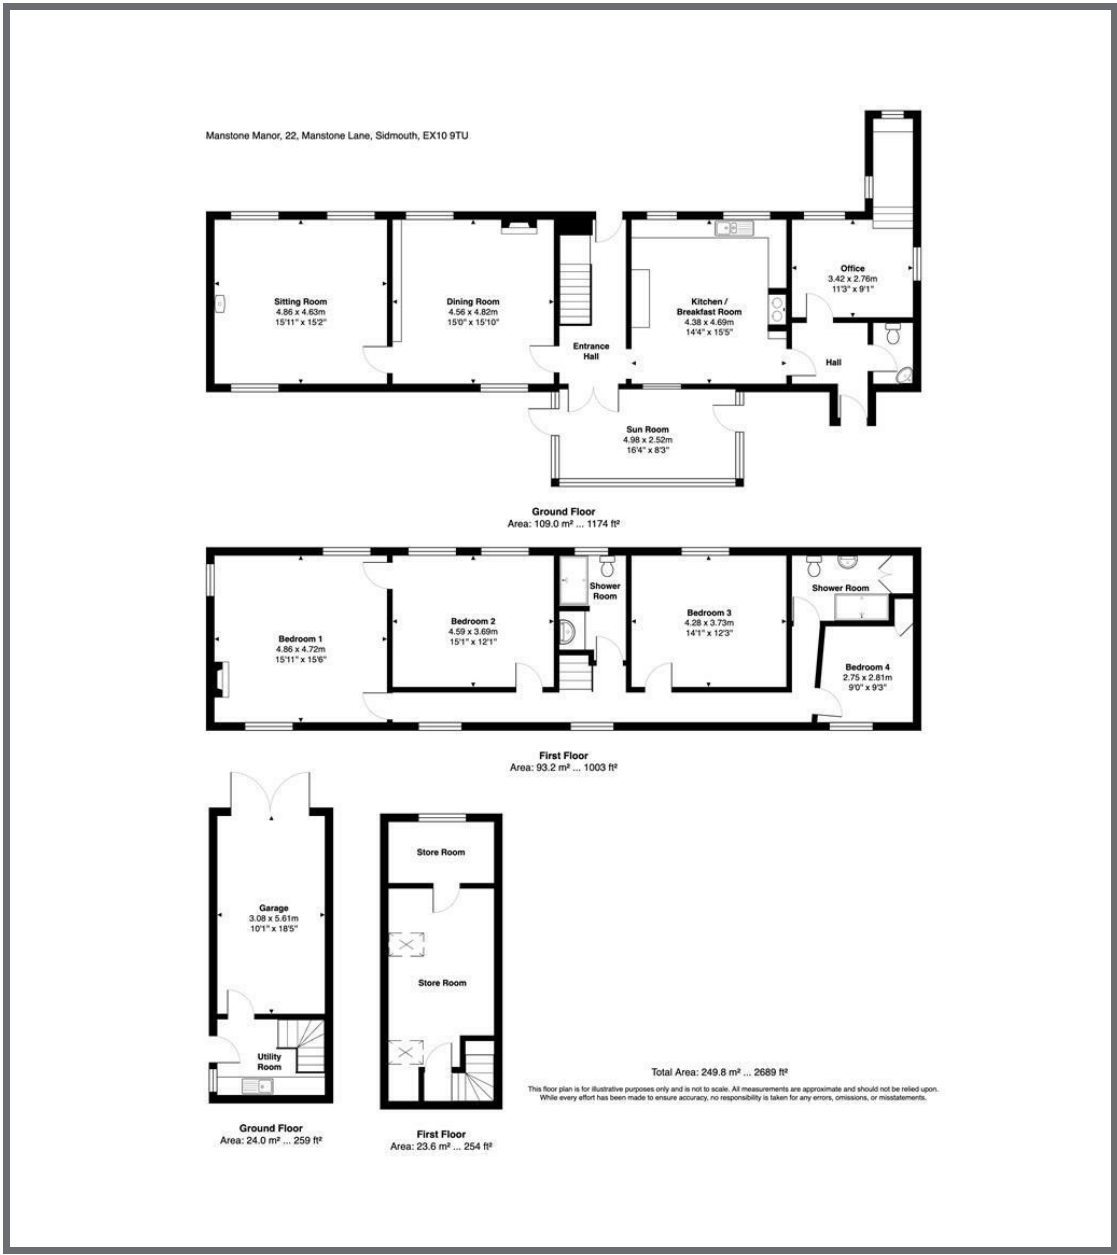 Manstone Manor, 22, Manstone Lane, Sidmouth, EX10 9TU
Sitting Room
4.86 x 4.63m
15'11" x 15'2"
Dining Room
4.56 x 4.82m
15'0" x 15'10"
Entrance
Hall
Kitchen /
Breakfast Room
4.38 x 4.69m
14'4" x 15'5"
Office
3.42 x 2.76m
11'3" x 9'1"
Hall
Sun Room
4.98 x 2.52m
16'4" x 8'3"
Ground Floor
Area: 109.0 m² ... 1174 ft²
Bedroom 1
4.86 x 4.72m
15'11" x 15'6"
Bedroom 2
4.59 x 3.69m
15'1" x 12'1"
Shower
Room
Bedroom 3
4.28 x 3.73m
14'1" x 12'3"
Shower Room
Bedroom 4
2.75 x 2.81m
9'0" x 9'3"
First Floor
Area: 93.2 m² ... 1003 ft²
Garage
3.08 x 5.61m
10'1" x 18'5"
Utility
Room
Ground Floor
Area: 24.0 m² ... 259 ft²
Store Room
Store Room
First Floor
Area: 23.6 m² ... 254 ft²
Total Area: 249.8 m² ... 2689 ft²
This floor plan is for illustrative purposes only and is not to scale. All measurements are approximate and should not be relied upon.
While every effort has been made to ensure accuracy, no responsibility is taken for any errors, omissions, or misstatements.